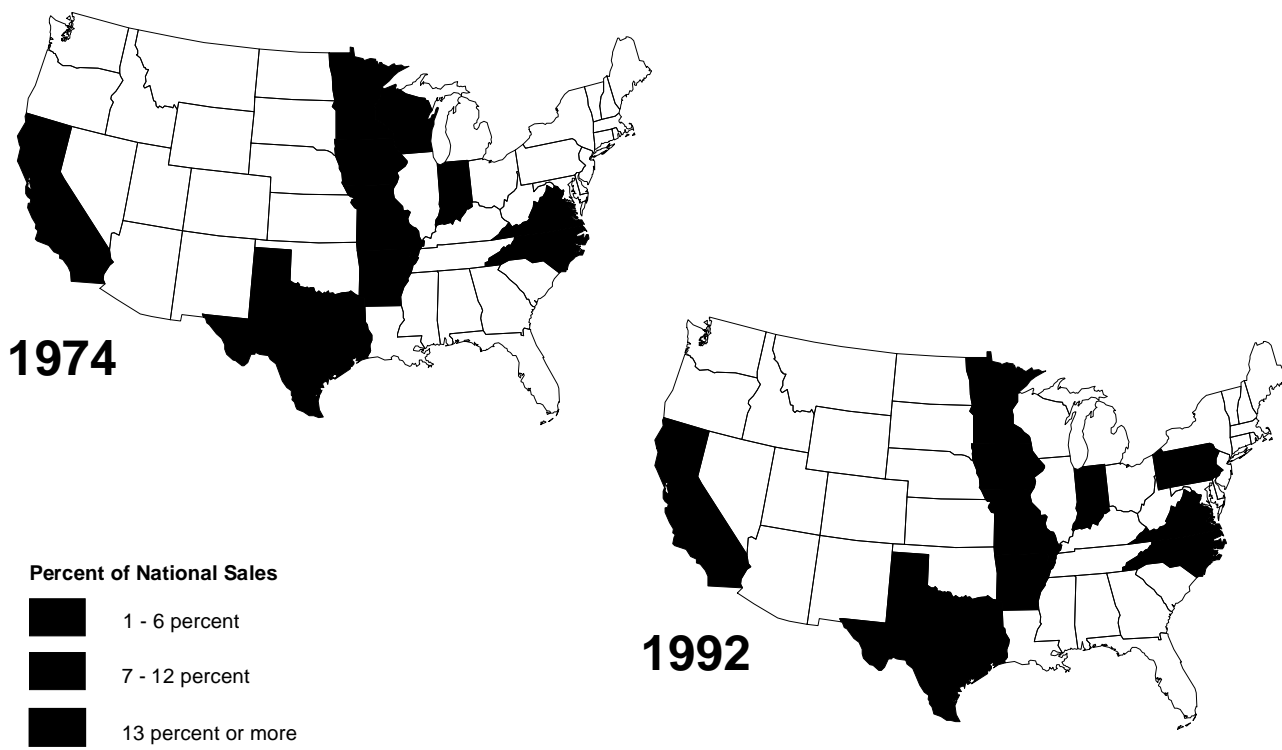 1974
1992
Percent of National Sales
1 - 6 percent
7 - 12 percent
13 percent or more